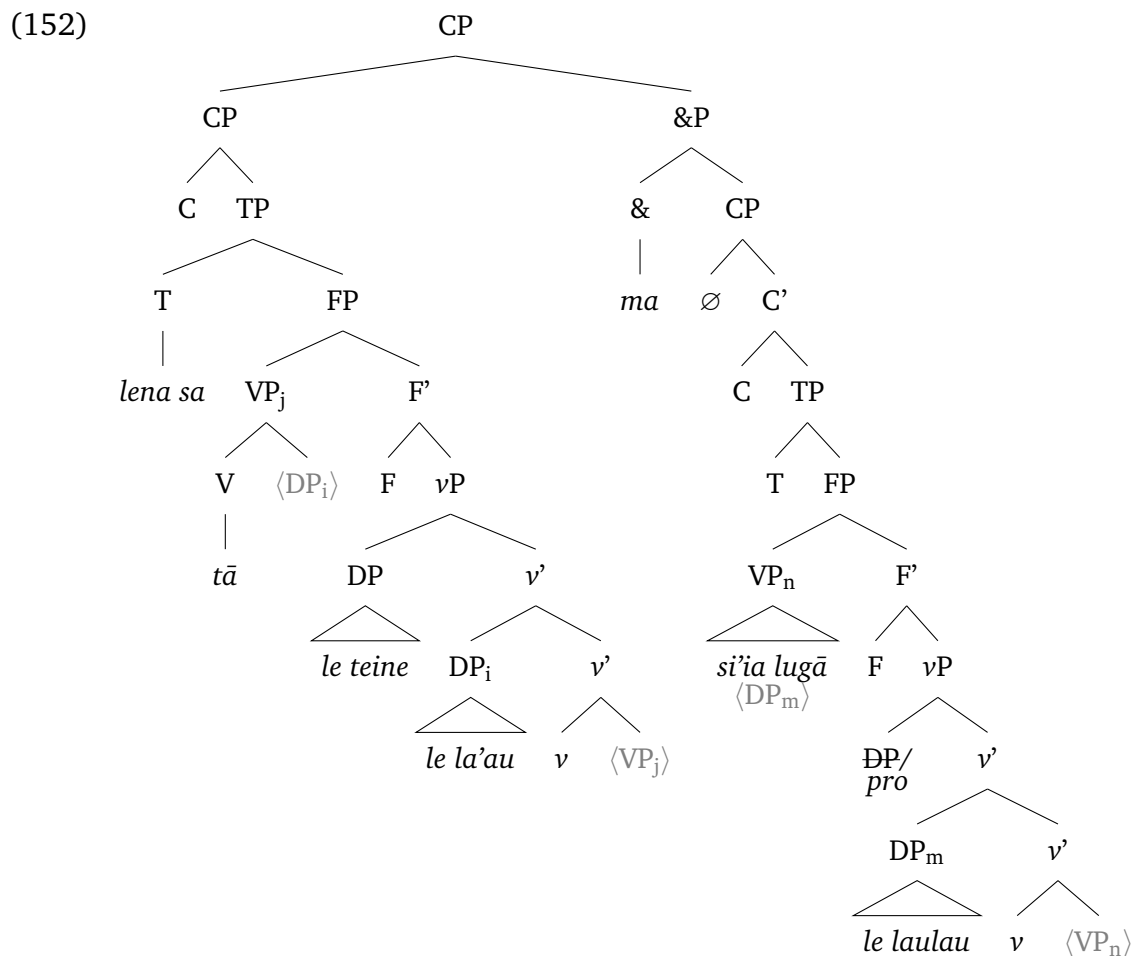 (152)
CP
CP &P
C TP & CP
T FP ma ∅ C’
lena sa VPj F’ C TP
V ⟨DPi⟩ F vP T FP
tā DP v’ VPn F’
le teine DPi v’ si’ia lugā F vP
⟨DPm⟩
le la’au v ⟨VPj⟩ DP/ v’
pro
DPm v’
le laulau v ⟨VPn⟩